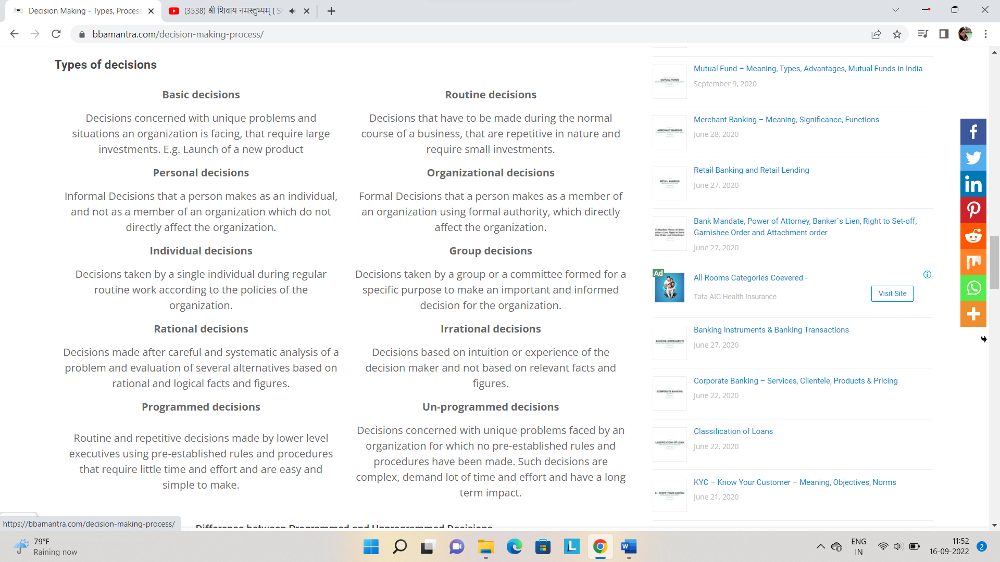 Decision Making - Types, Process
(3538) श्री शिवाय नमस्तुभ्यम् { S
bbamantra.com/decision-making-process/
Types of decisions
Basic decisions
Decisions concerned with unique problems and
situations an organization is facing, that require large
investments. E.g. Launch of a new product
Routine decisions
Decisions that have to be made during the normal
course of a business, that are repetitive in nature and
require small investments.
Personal decisions
Informal Decisions that a person makes as an individual,
and not as a member of an organization which do not
directly affect the organization.
Organizational decisions
Formal Decisions that a person makes as a member of
an organization using formal authority, which directly
affect the organization.
Individual decisions
Decisions taken by a single individual during regular
routine work according to the policies of the
organization.
Group decisions
Decisions taken by a group or a committee formed for a
specific purpose to make an important and informed
decision for the organization.
Rational decisions
Decisions made after careful and systematic analysis of a
problem and evaluation of several alternatives based on
rational and logical facts and figures.
Irrational decisions
Decisions based on intuition or experience of the
decision maker and not based on relevant facts and
figures.
Programmed decisions
Routine and repetitive decisions made by lower level
executives using pre-established rules and procedures
that require little time and effort and are easy and
simple to make.
Un-programmed decisions
Decisions concerned with unique problems faced by an
organization for which no pre-established rules and
procedures have been made. Such decisions are
complex, demand lot of time and effort and have a long
term impact.
Difference between Programmed and Unprogrammed Decisions
https://bbamantra.com/decision-making-process/
MUTUAL FUNDS
Mutual Fund – Meaning, Types, Advantages, Mutual Funds in India
September 9, 2020
MERCHANT BANKING
Merchant Banking – Meaning, Significance, Functions
June 28, 2020
RETAIL BANKING
Retail Banking and Retail Lending
June 27, 2020
Bank Mandate, Power of Attorney, Banker`s Lien, Right to Set-off,
Garnishee Order and Attachment order
June 27, 2020
Ad
All Rooms Categories Coevered -
Tata AIG Health Insurance
Visit Site
BANKING INSTRUMENTS
Banking Instruments & Banking Transactions
June 27, 2020
CORPORATE BANKING
Corporate Banking – Services, Clientele, Products & Pricing
June 22, 2020
Classification of Loans
June 22, 2020
KYC – Know Your Customer – Meaning, Objectives, Norms
June 21, 2020
79°F
Raining now
ENG
IN
11:52
16-09-2022
2